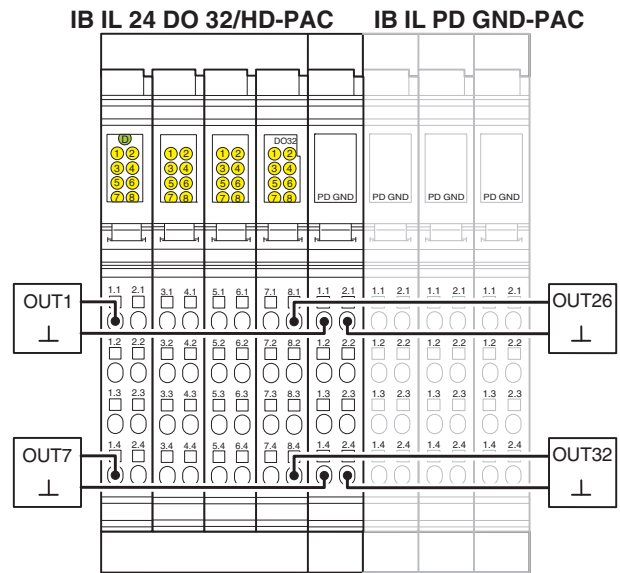 IB IL 24 DO 32/HD-PAC IB IL PD GND-PAC
D DO32
1 2 1 2 1 2 1 2
3 4 3 4 3 4 3 4
5 6 5 6 5 6 5 6
7 8 7 8 7 8 7 8
PD GND PD GND PD GND PD GND
1.1 2.1 3.1 4.1 5.1 6.1 7.1 8.1 1.1 2.1 1.1 2.1 1.1 2.1 1.1 2.1
OUT1 OUT26
1.2 2.2 3.2 4.2 5.2 6.2 7.2 8.2 1.2 2.2 1.2 2.2 1.2 2.2 1.2 2.2
1.3 2.3 3.3 4.3 5.3 6.3 7.3 8.3 1.3 2.3 1.3 2.3 1.3 2.3 1.3 2.3
1.4 2.4 3.4 4.4 5.4 6.4 7.4 8.4 1.4 2.4 1.4 2.4 1.4 2.4 1.4 2.4
OUT7 OUT32